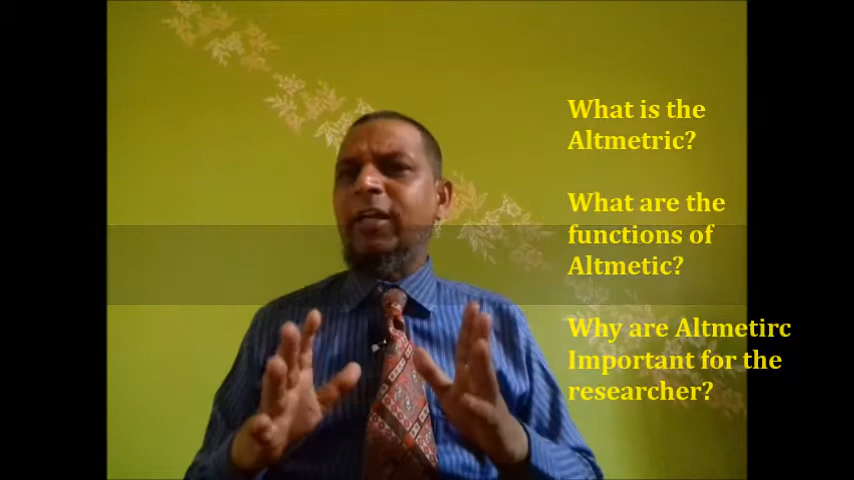 What is the
Altmetric?
What are the
functions of
Altmetic?
Why are Altmetirc
Important for the
researcher?